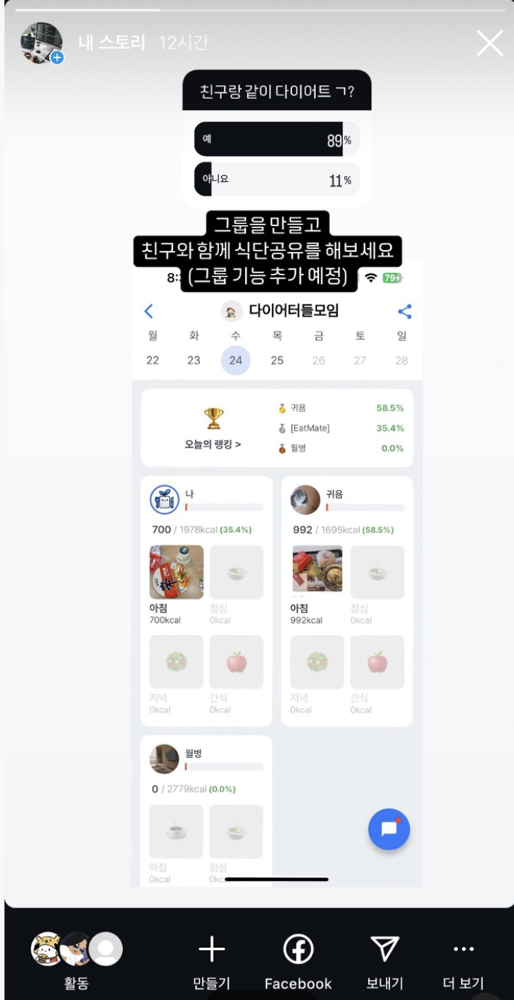 내 스토리 12시간
친구랑 같이 다이어트 ㄱ?
예 89%
아니요 11%
그룹을 만들고
친구와 함께 식단공유를 해보세요
(그룹 기능 추가 예정)
8: 79
다이어터들모임
월 화 수 목 금 토 일
22 23 24 25 26 27 28
귀욤 58.5%
[EatMate] 35.4%
오늘의 랭킹 >
월병 0.0%
나
700 / 1978kcal (35.4%)
아침 점심
700kcal 0kcal
저녁 간식
0kcal 0kcal
귀욤
992 / 1695kcal (58.5%)
아침 점심
992kcal 0kcal
저녁 간식
0kcal 0kcal
월병
0 / 2779kcal (0.0%)
아침 점심
0kcal 0kc
활동 만들기 Facebook 보내기 더 보기